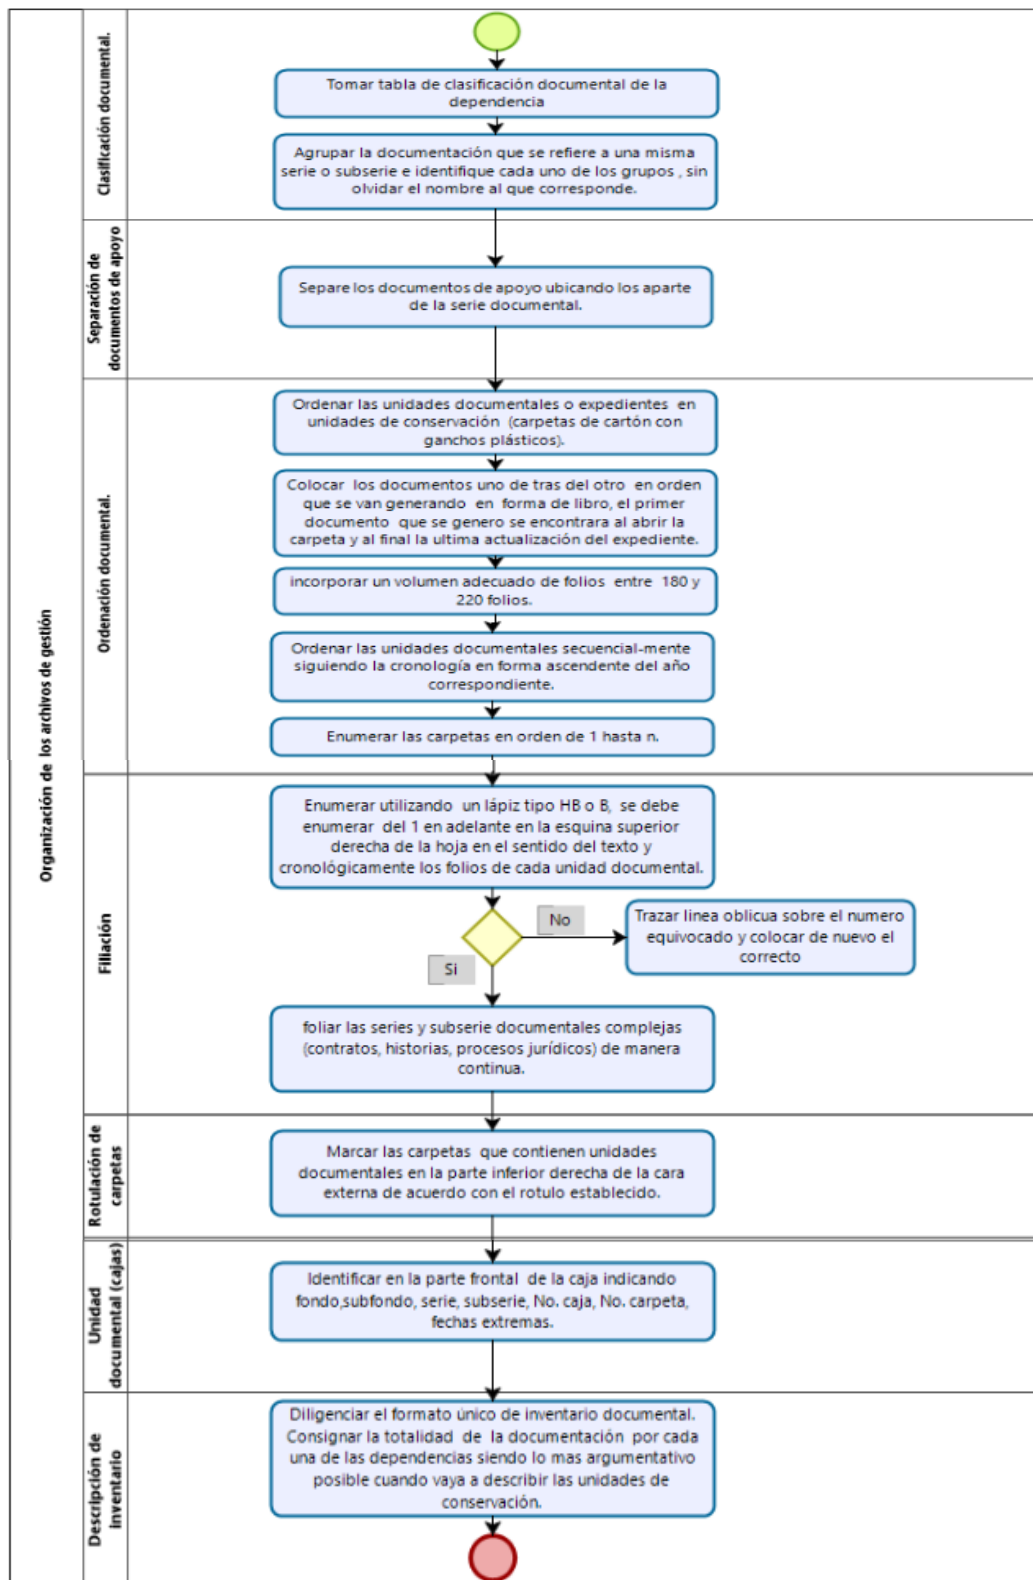 Organización de los archivos de gestión
Clasificación documental.
Tomar tabla de clasificación documental de la
dependencia
Agrupar la documentación que se refiere a una misma
serie o subserie e identifique cada uno de los grupos , sin
olvidar el nombre al que corresponde.
Separación de
documentos de apoyo
Separe los documentos de apoyo ubicando los aparte
de la serie documental.
Ordenación documental.
Ordenar las unidades documentales o expedientes en
unidades de conservación (carpetas de cartón con
ganchos plásticos).
Colocar los documentos uno de tras del otro en orden
que se van generando en forma de libro, el primer
documento que se genero se encontrara al abrir la
carpeta y al final la ultima actualización del expediente.
incorporar un volumen adecuado de folios entre 180 y
220 folios.
Ordenar las unidades documentales secuencial-mente
siguiendo la cronología en forma ascendente del año
correspondiente.
Enumerar las carpetas en orden de 1 hasta n.
Filiación
Enumerar utilizando un lápiz tipo HB o B, se debe
enumerar del 1 en adelante en la esquina superior
derecha de la hoja en el sentido del texto y
cronológicamente los folios de cada unidad documental.
No
Trazar linea oblicua sobre el numero
equivocado y colocar de nuevo el
correcto
Si
foliar las series y subserie documentales complejas
(contratos, historias, procesos jurídicos) de manera
continua.
Rotulación de
carpetas
Marcar las carpetas que contienen unidades
documentales en la parte inferior derecha de la cara
externa de acuerdo con el rotulo establecido.
Unidad
documental (cajas)
Identificar en la parte frontal de la caja indicando
fondo,subfondo, serie, subserie, No. caja, No. carpeta,
fechas extremas.
Descripción de
Inventario
Diligenciar el formato único de inventario documental.
Consignar la totalidad de la documentación por cada
una de las dependencias siendo lo mas argumentativo
posible cuando vaya a describir las unidades de
conservación.